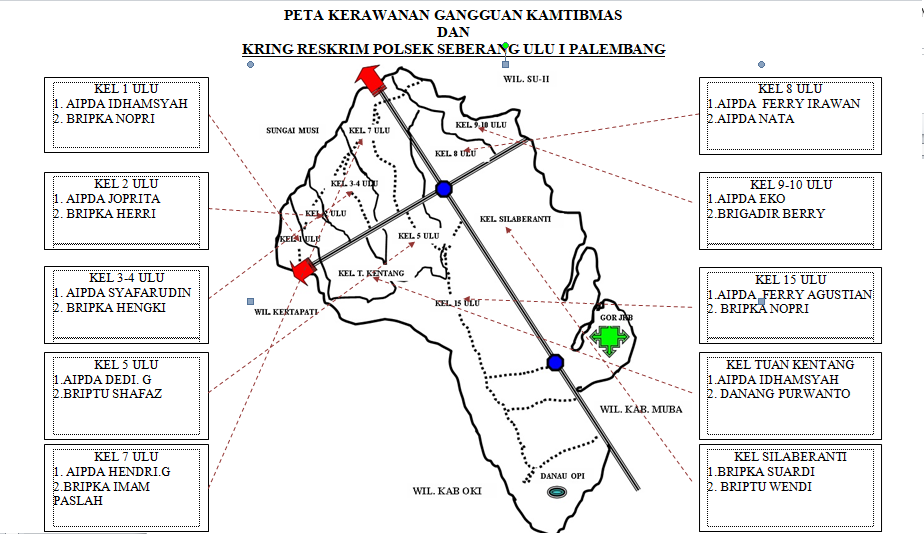 PETA KERAWANAN GANGGUAN KAMTIBMAS
DAN
KRING RESKRIM POLSEK SEBERANG ULU I PALEMBANG
KEL 1 ULU
1. AIPDA IDHAMSYAH
2. BRIPKA NOPRI
KEL 2 ULU
1. AIPDA JOPRITA
2. BRIPKA HERRI
KEL 3-4 ULU
1. AIPDA SYAFARUDIN
2. BRIPKA HENGKI
KEL 5 ULU
1.AIPDA DEDI. G
2.BRIPTU SHAFAZ
KEL 7 ULU
1. AIPDA HENDRI.G
2.BRIPKA IMAM
PASLAH
WIL. SU-II
SUNGAI MUSI
KEL. 7 ULU
KEL. 9-10 ULU
KEL. 8 ULU
KEL. 3-4 ULU
KEL. 2 ULU
KEL. SILABERANTI
KEL. 1 ULU
KEL. 5 ULU
KEL. T. KENTANG
KEL. 15 ULU
WIL. KERTAPATI
GOR JKB
WIL. KAB. MUBA
DANAU OPI
WIL. KAB OKI
KEL 8 ULU
1.AIPDA FERRY IRAWAN
2.AIPDA NATA
KEL 9-10 ULU
1.AIPDA EKO
2.BRIGADIR BERRY
KEL 15 ULU
1.AIPDA FERRY AGUSTIAN
2. BRIPKA NOPRI
KEL TUAN KENTANG
1.AIPDA IDHAMSYAH
2. DANANG PURWANTO
KEL SILABERANTI
1.BRIPKA SUARDI
2. BRIPTU WENDI